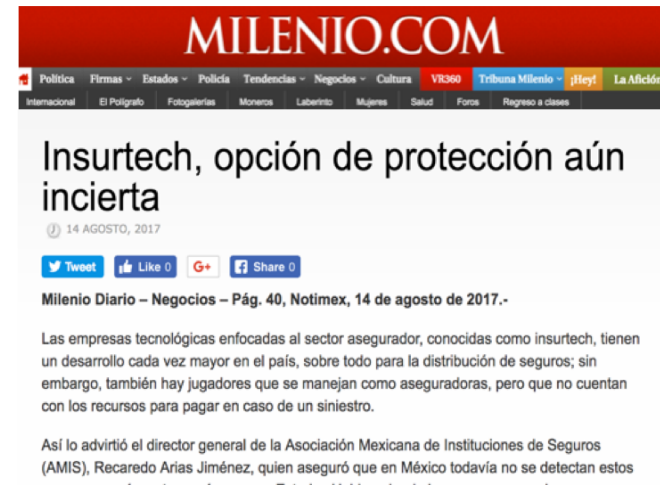 MILENIO.COM
Política Firmas Estados Policía Tendencias Negocios Cultura VR360 Tribuna Milenio ¡Hey! La Afición
Internacional El Polígrafo Fotogalerías Moneros Laberinto Mujeres Salud Foros Regreso a clases
Insurtech, opción de protección aún
incierta
14 AGOSTO, 2017
Tweet Like 0 G+ Share 0
Milenio Diario – Negocios – Pág. 40, Notimex, 14 de agosto de 2017.-
Las empresas tecnológicas enfocadas al sector asegurador, conocidas como insurtech, tienen
un desarrollo cada vez mayor en el país, sobre todo para la distribución de seguros; sin
embargo, también hay jugadores que se manejan como aseguradoras, pero que no cuentan
con los recursos para pagar en caso de un siniestro.
Así lo advirtió el director general de la Asociación Mexicana de Instituciones de Seguros
(AMIS), Recaredo Arias Jiménez, quien aseguró que en México todavía no se detectan estos